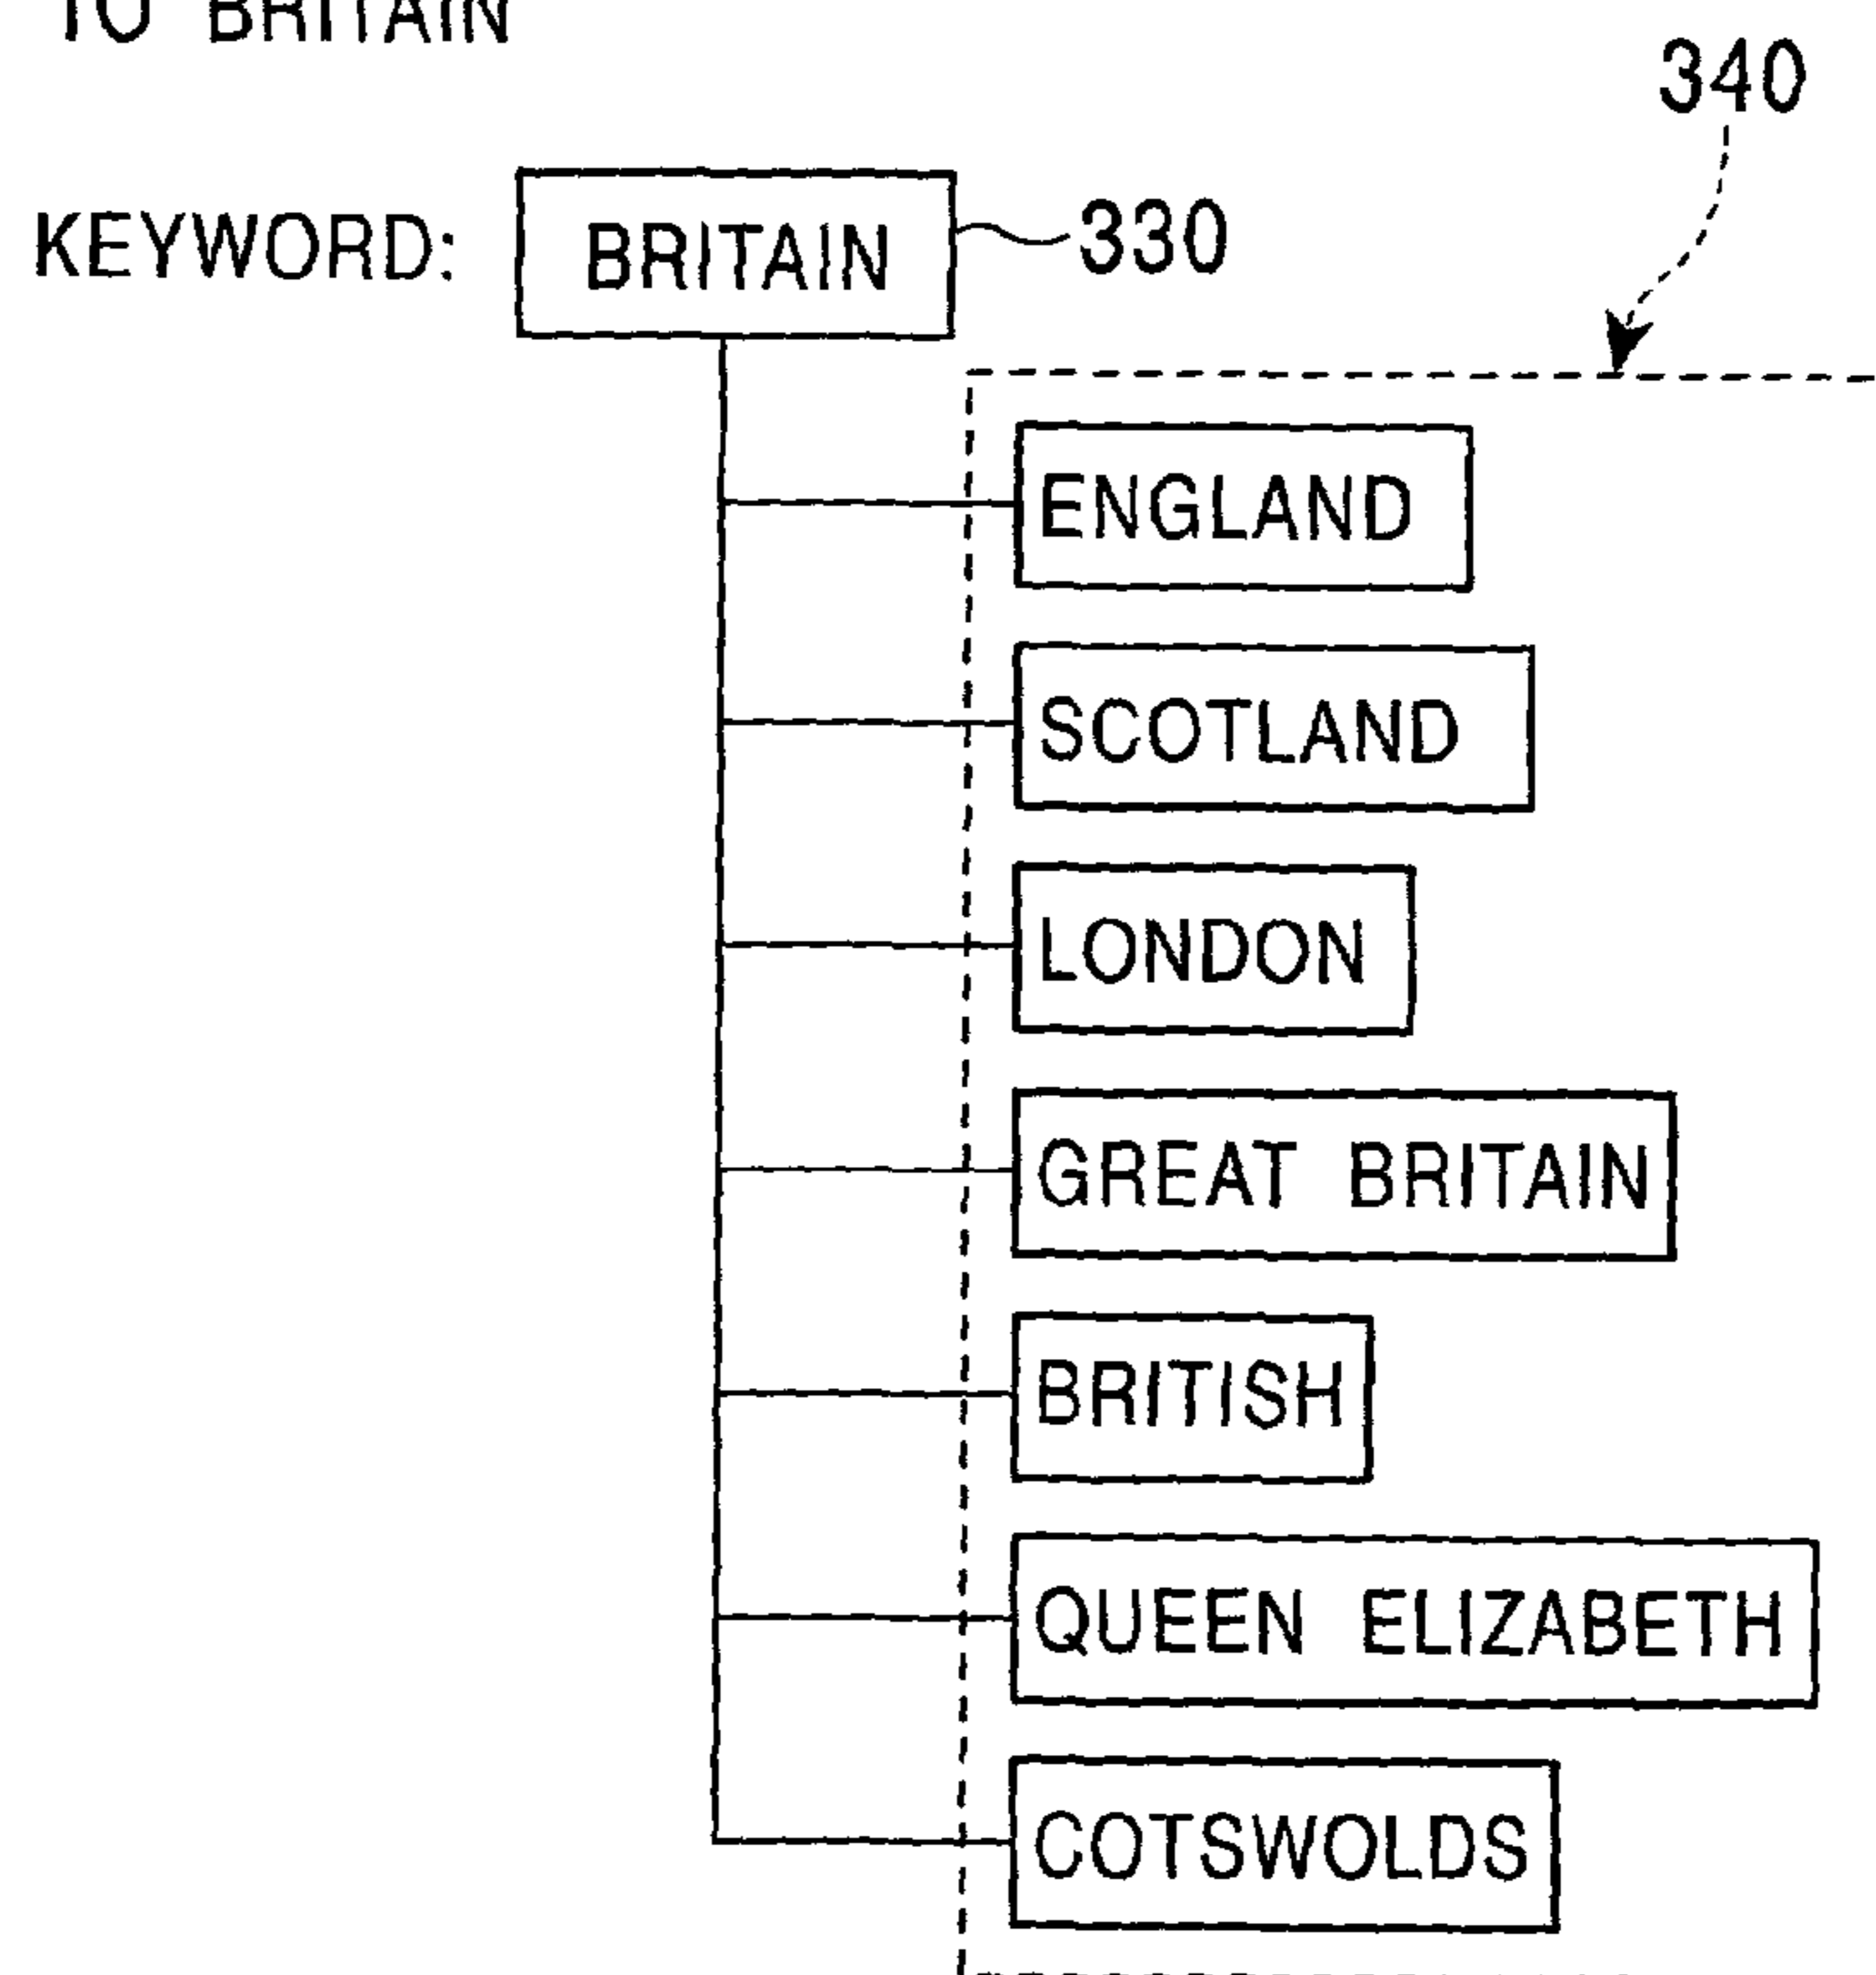 TO BRITAIN
340
KEYWORD: BRITAIN 330
ENGLAND
SCOTLAND
LONDON
GREAT BRITAIN
BRITISH
QUEEN ELIZABETH
COTSWOLDS